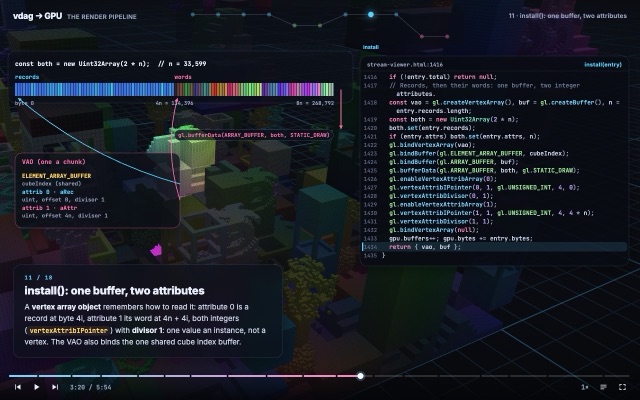 vdag → GPU THE RENDER PIPELINE
11 · install(): one buffer, two attributes
const both = new Uint32Array(2 * n);  // n = 33,599
records
words
byte 0
4n = 134,396
8n = 268,792
gl.bufferData(ARRAY_BUFFER, both, STATIC_DRAW)
VAO (one a chunk)
ELEMENT_ARRAY_BUFFER
cubeIndex (shared)
attrib 0 · aRec
uint, offset 0, divisor 1
attrib 1 · aAttr
uint, offset 4n, divisor 1
install
stream-viewer.html:1416
install(entry)
1416 if (!entry.total) return null;
1417 // Records, then their words: one buffer, two integer
attributes.
1418 const vao = gl.createVertexArray(), buf = gl.createBuffer(), n =
entry.records.length;
1419 const both = new Uint32Array(2 * n);
1420 both.set(entry.records);
1421 if (entry.attrs) both.set(entry.attrs, n);
1422 gl.bindVertexArray(vao);
1423 gl.bindBuffer(gl.ELEMENT_ARRAY_BUFFER, cubeIndex);
1424 gl.bindBuffer(gl.ARRAY_BUFFER, buf);
1425 gl.bufferData(gl.ARRAY_BUFFER, both, gl.STATIC_DRAW);
1426 gl.enableVertexAttribArray(0);
1427 gl.vertexAttribIPointer(0, 1, gl.UNSIGNED_INT, 4, 0);
1428 gl.vertexAttribDivisor(0, 1);
1429 gl.enableVertexAttribArray(1);
1430 gl.vertexAttribIPointer(1, 1, gl.UNSIGNED_INT, 4, 4 * n);
1431 gl.vertexAttribDivisor(1, 1);
1432 gl.bindVertexArray(null);
1433 gpu.buffers++; gpu.bytes += entry.bytes;
1434 return { vao, buf };
1435 }
11 / 18
install(): one buffer, two attributes
A vertex array object remembers how to read it: attribute 0 is a
record at byte 4i, attribute 1 its word at 4n + 4i, both integers
( vertexAttribIPointer ) with divisor 1: one value an instance, not a
vertex. The VAO also binds the one shared cube index buffer.
3:20 / 5:54
1×